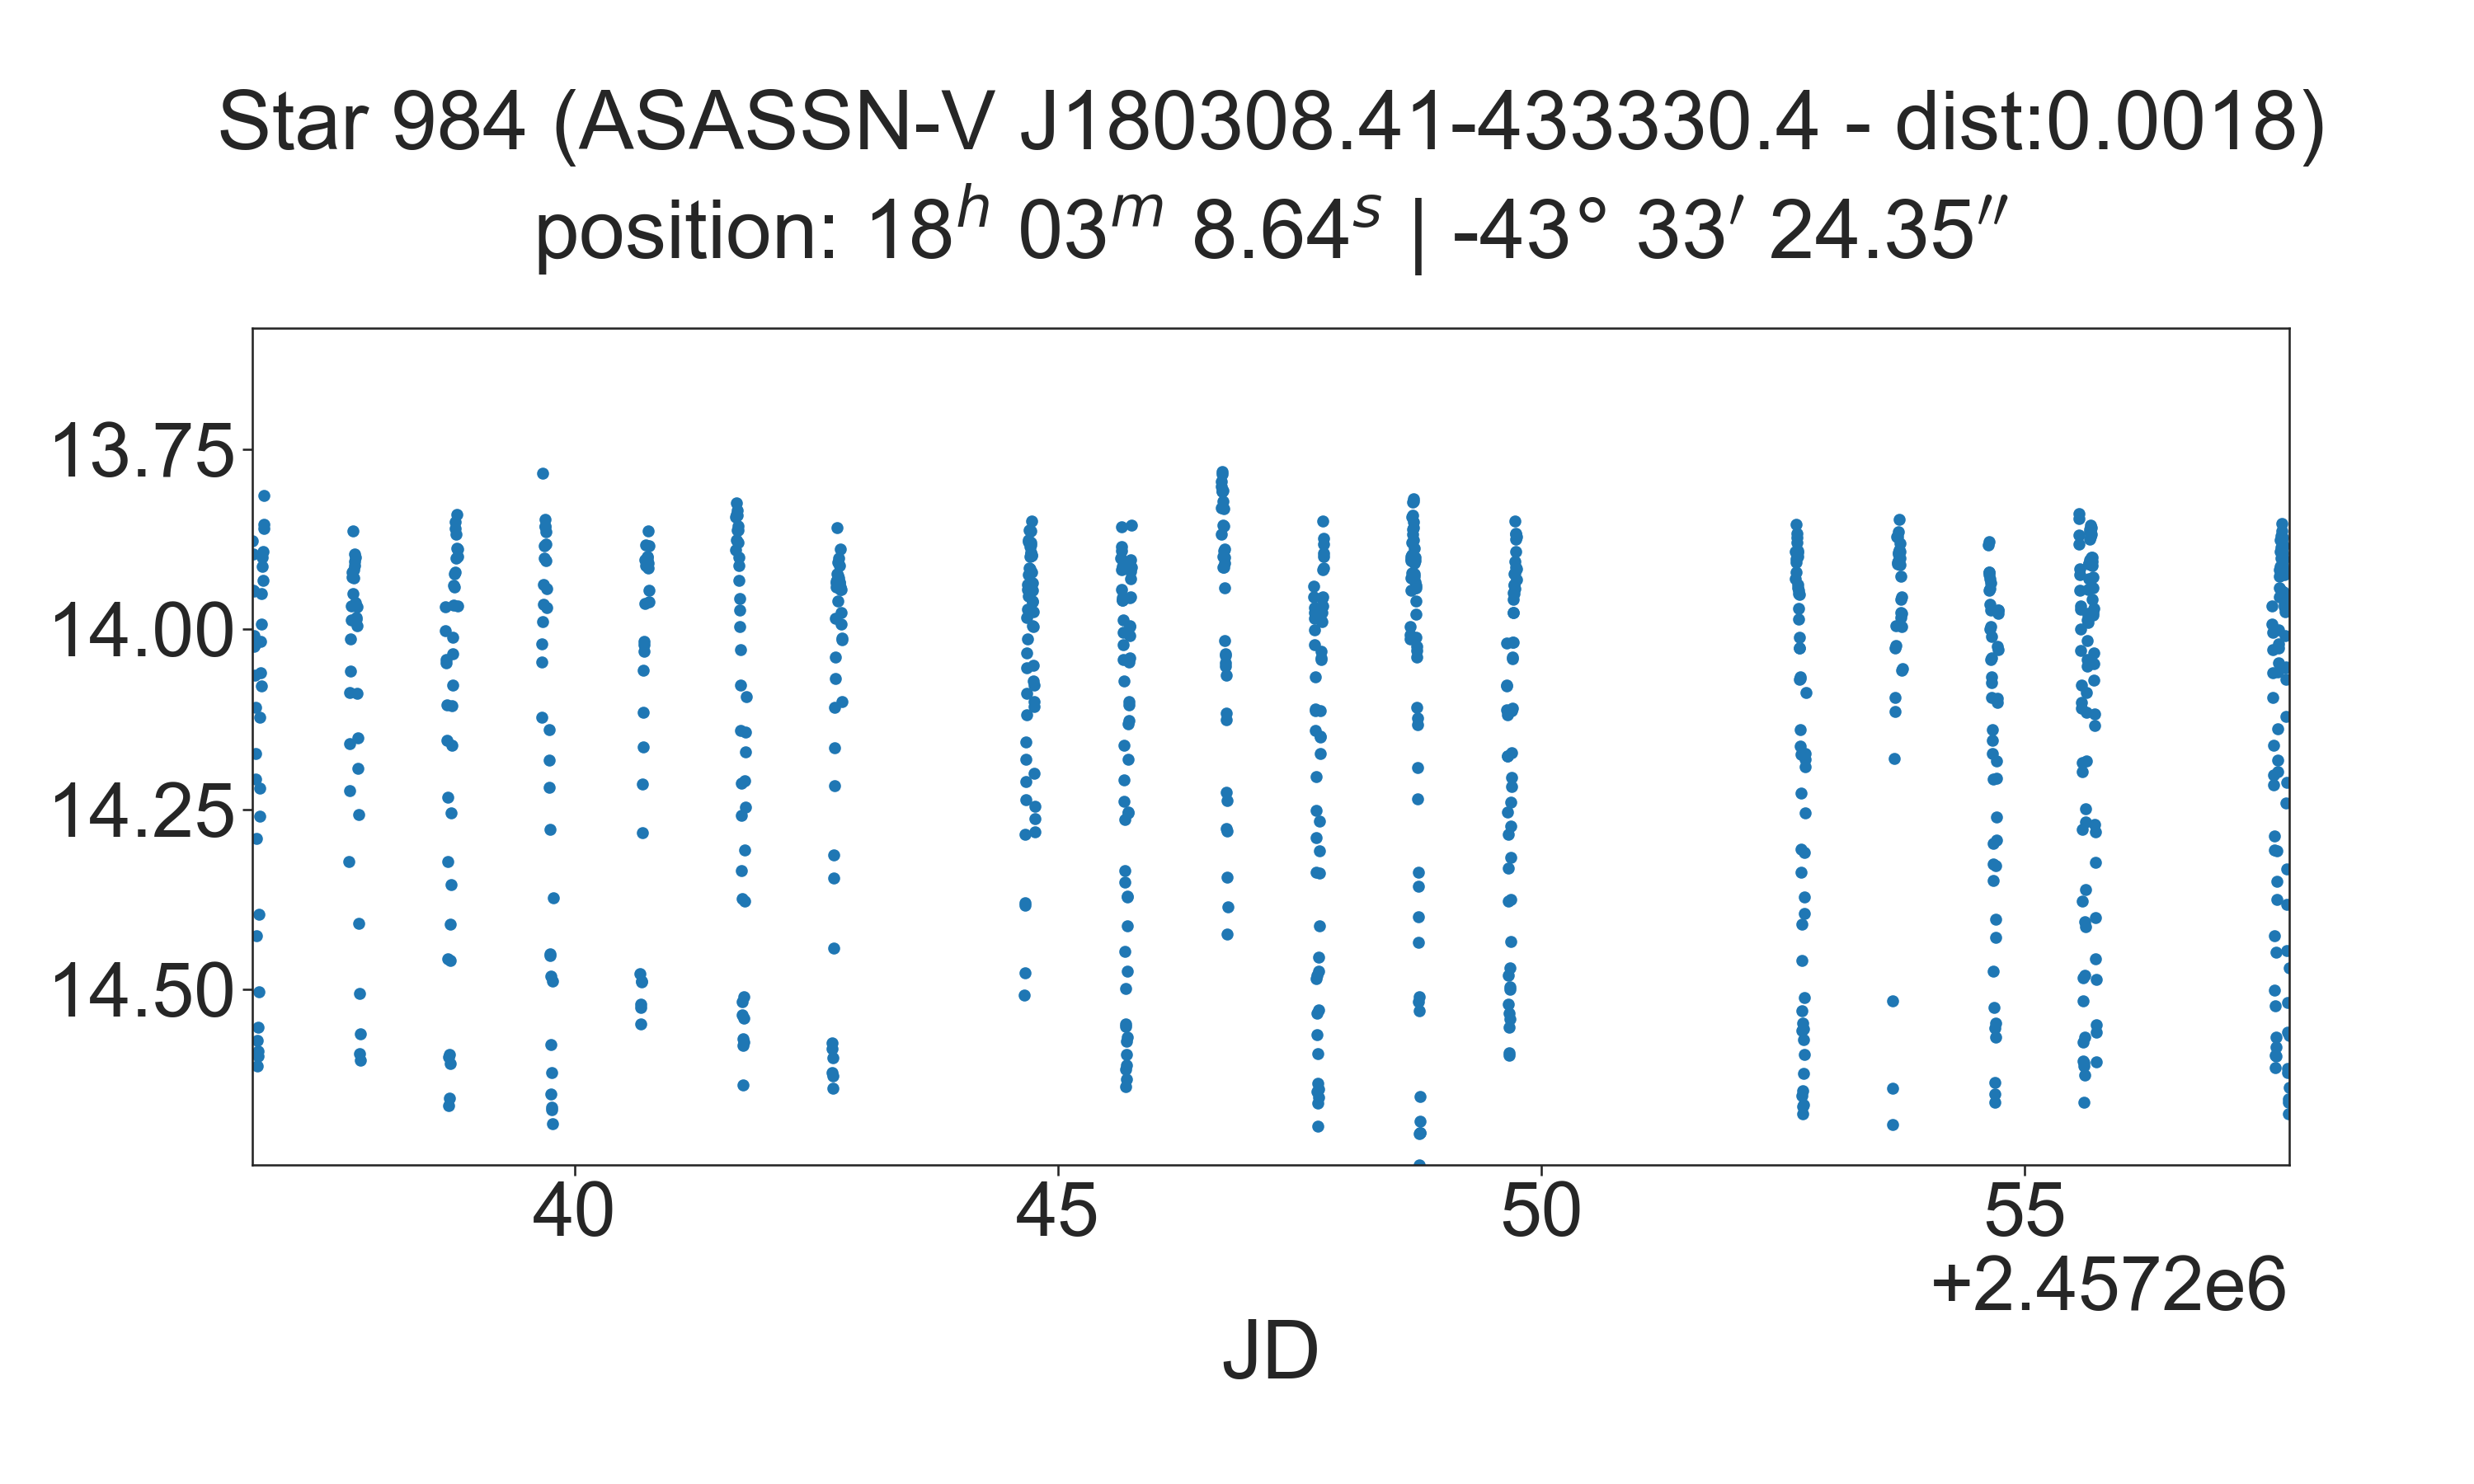 Star 984 (ASASSN-V J180308.41-433330.4 - dist:0.0018)
position: 18h 03m 8.64s | -43° 33′ 24.35′′
13.75
14.00
14.25
14.50
40 45 50 55
+2.4572e6
JD